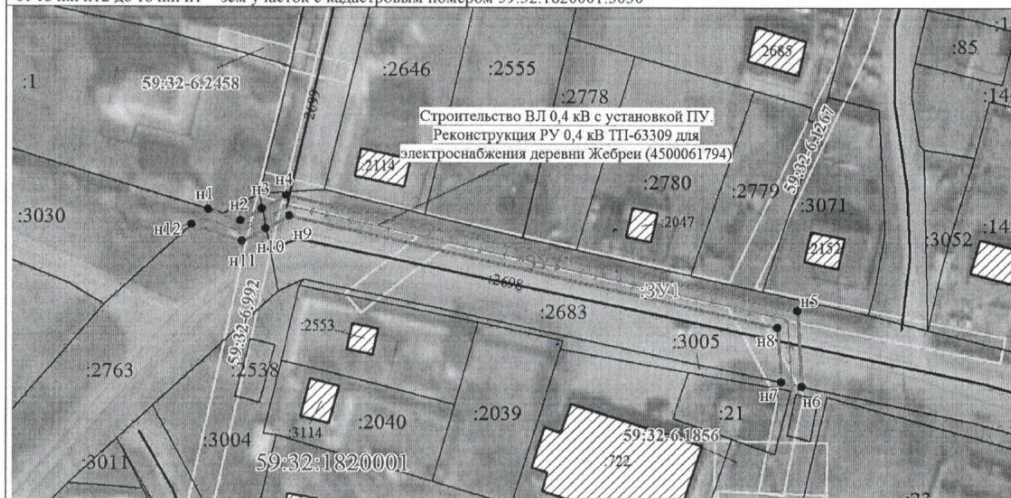 :1
59:32-6.2458
:2699
:2646
:2555
:2778
2685
:85
Строительство ВЛ 0,4 кВ с установкой ПУ.
Реконструкция РУ 0,4 кВ ТП-63309 для
электроснабжения деревни Жебреи (4500061794)
59:32-6.1267
2114
:2780
:2779
:3071
:3030
н1
н2
н3
н4
н12
н11
н10
н9
:2047
2152
:3052
:2698
:ЗУ1
н5
59:32-6.992
:2683
н8
:3005
:2553
:2763
:2538
н7
н6
:2040
:2039
:21
:3114
:3004
59:32-6.1856
:3011
59:32:1820001
:722